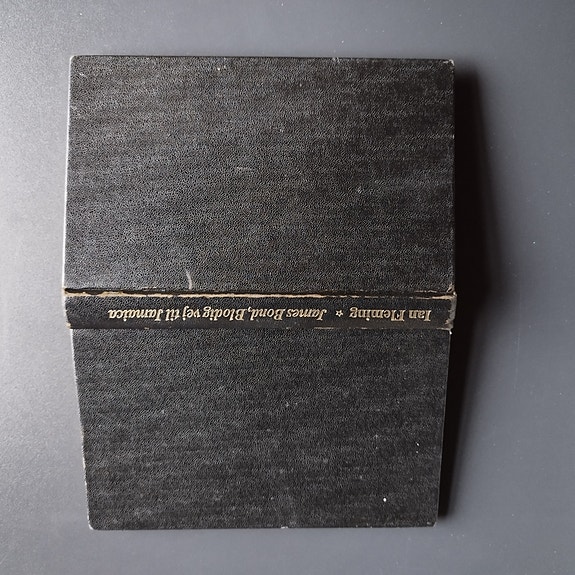 Ian Fleming ☆ James Bond, Blodig vej til Jamaica